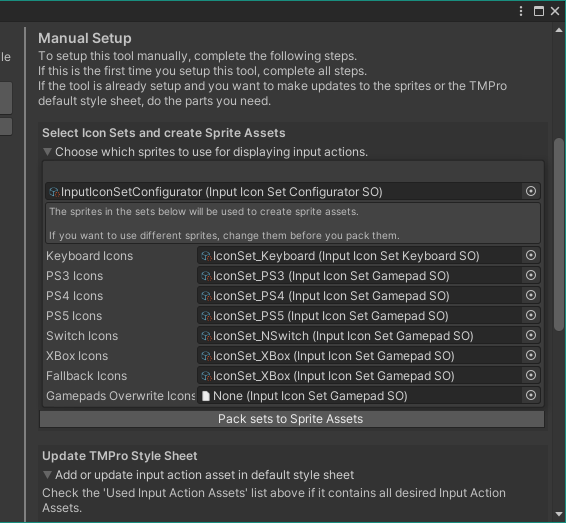 Manual Setup
le
To setup this tool manually, complete the following steps.
If this is the first time you setup this tool, complete all steps.
If the tool is already setup and you want to make updates to the sprites or the TMPro
default style sheet, do the parts you need.
Select Icon Sets and create Sprite Assets
Choose which sprites to use for displaying input actions.
InputIconSetConfigurator (Input Icon Set Configurator SO)
The sprites in the sets below will be used to create sprite assets.
If you want to use different sprites, change them before you pack them.
Keyboard Icons IconSet_Keyboard (Input Icon Set Keyboard SO)
PS3 Icons IconSet_PS3 (Input Icon Set Gamepad SO)
PS4 Icons IconSet_PS4 (Input Icon Set Gamepad SO)
PS5 Icons IconSet_PS5 (Input Icon Set Gamepad SO)
Switch Icons IconSet_NSwitch (Input Icon Set Gamepad SO)
XBox Icons IconSet_XBox (Input Icon Set Gamepad SO)
Fallback Icons IconSet_XBox (Input Icon Set Gamepad SO)
Gamepads Overwrite Icons None (Input Icon Set Gamepad SO)
Pack sets to Sprite Assets
Update TMPro Style Sheet
Add or update input action asset in default style sheet
Check the 'Used Input Action Assets' list above if it contains all desired Input Action
Assets.